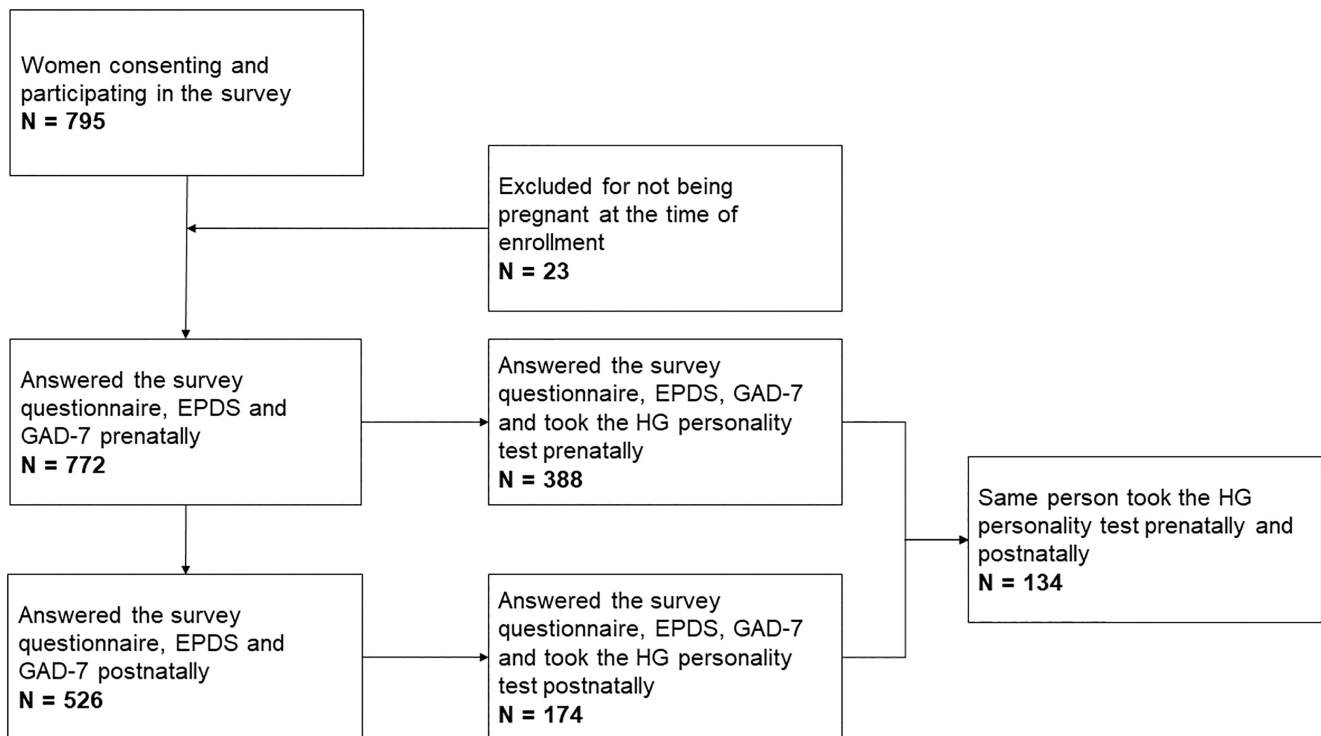 Women consenting and
participating in the survey
N = 795
Excluded for not being
pregnant at the time of
enrollment
N = 23
Answered the survey
questionnaire, EPDS and
GAD-7 prenatally
N = 772
Answered the survey
questionnaire, EPDS, GAD-7
and took the HG personality
test prenatally
N = 388
Same person took the HG
personality test prenatally and
postnatally
N = 134
Answered the survey
questionnaire, EPDS and
GAD-7 postnatally
N = 526
Answered the survey
questionnaire, EPDS, GAD-7
and took the HG personality
test postnatally
N = 174